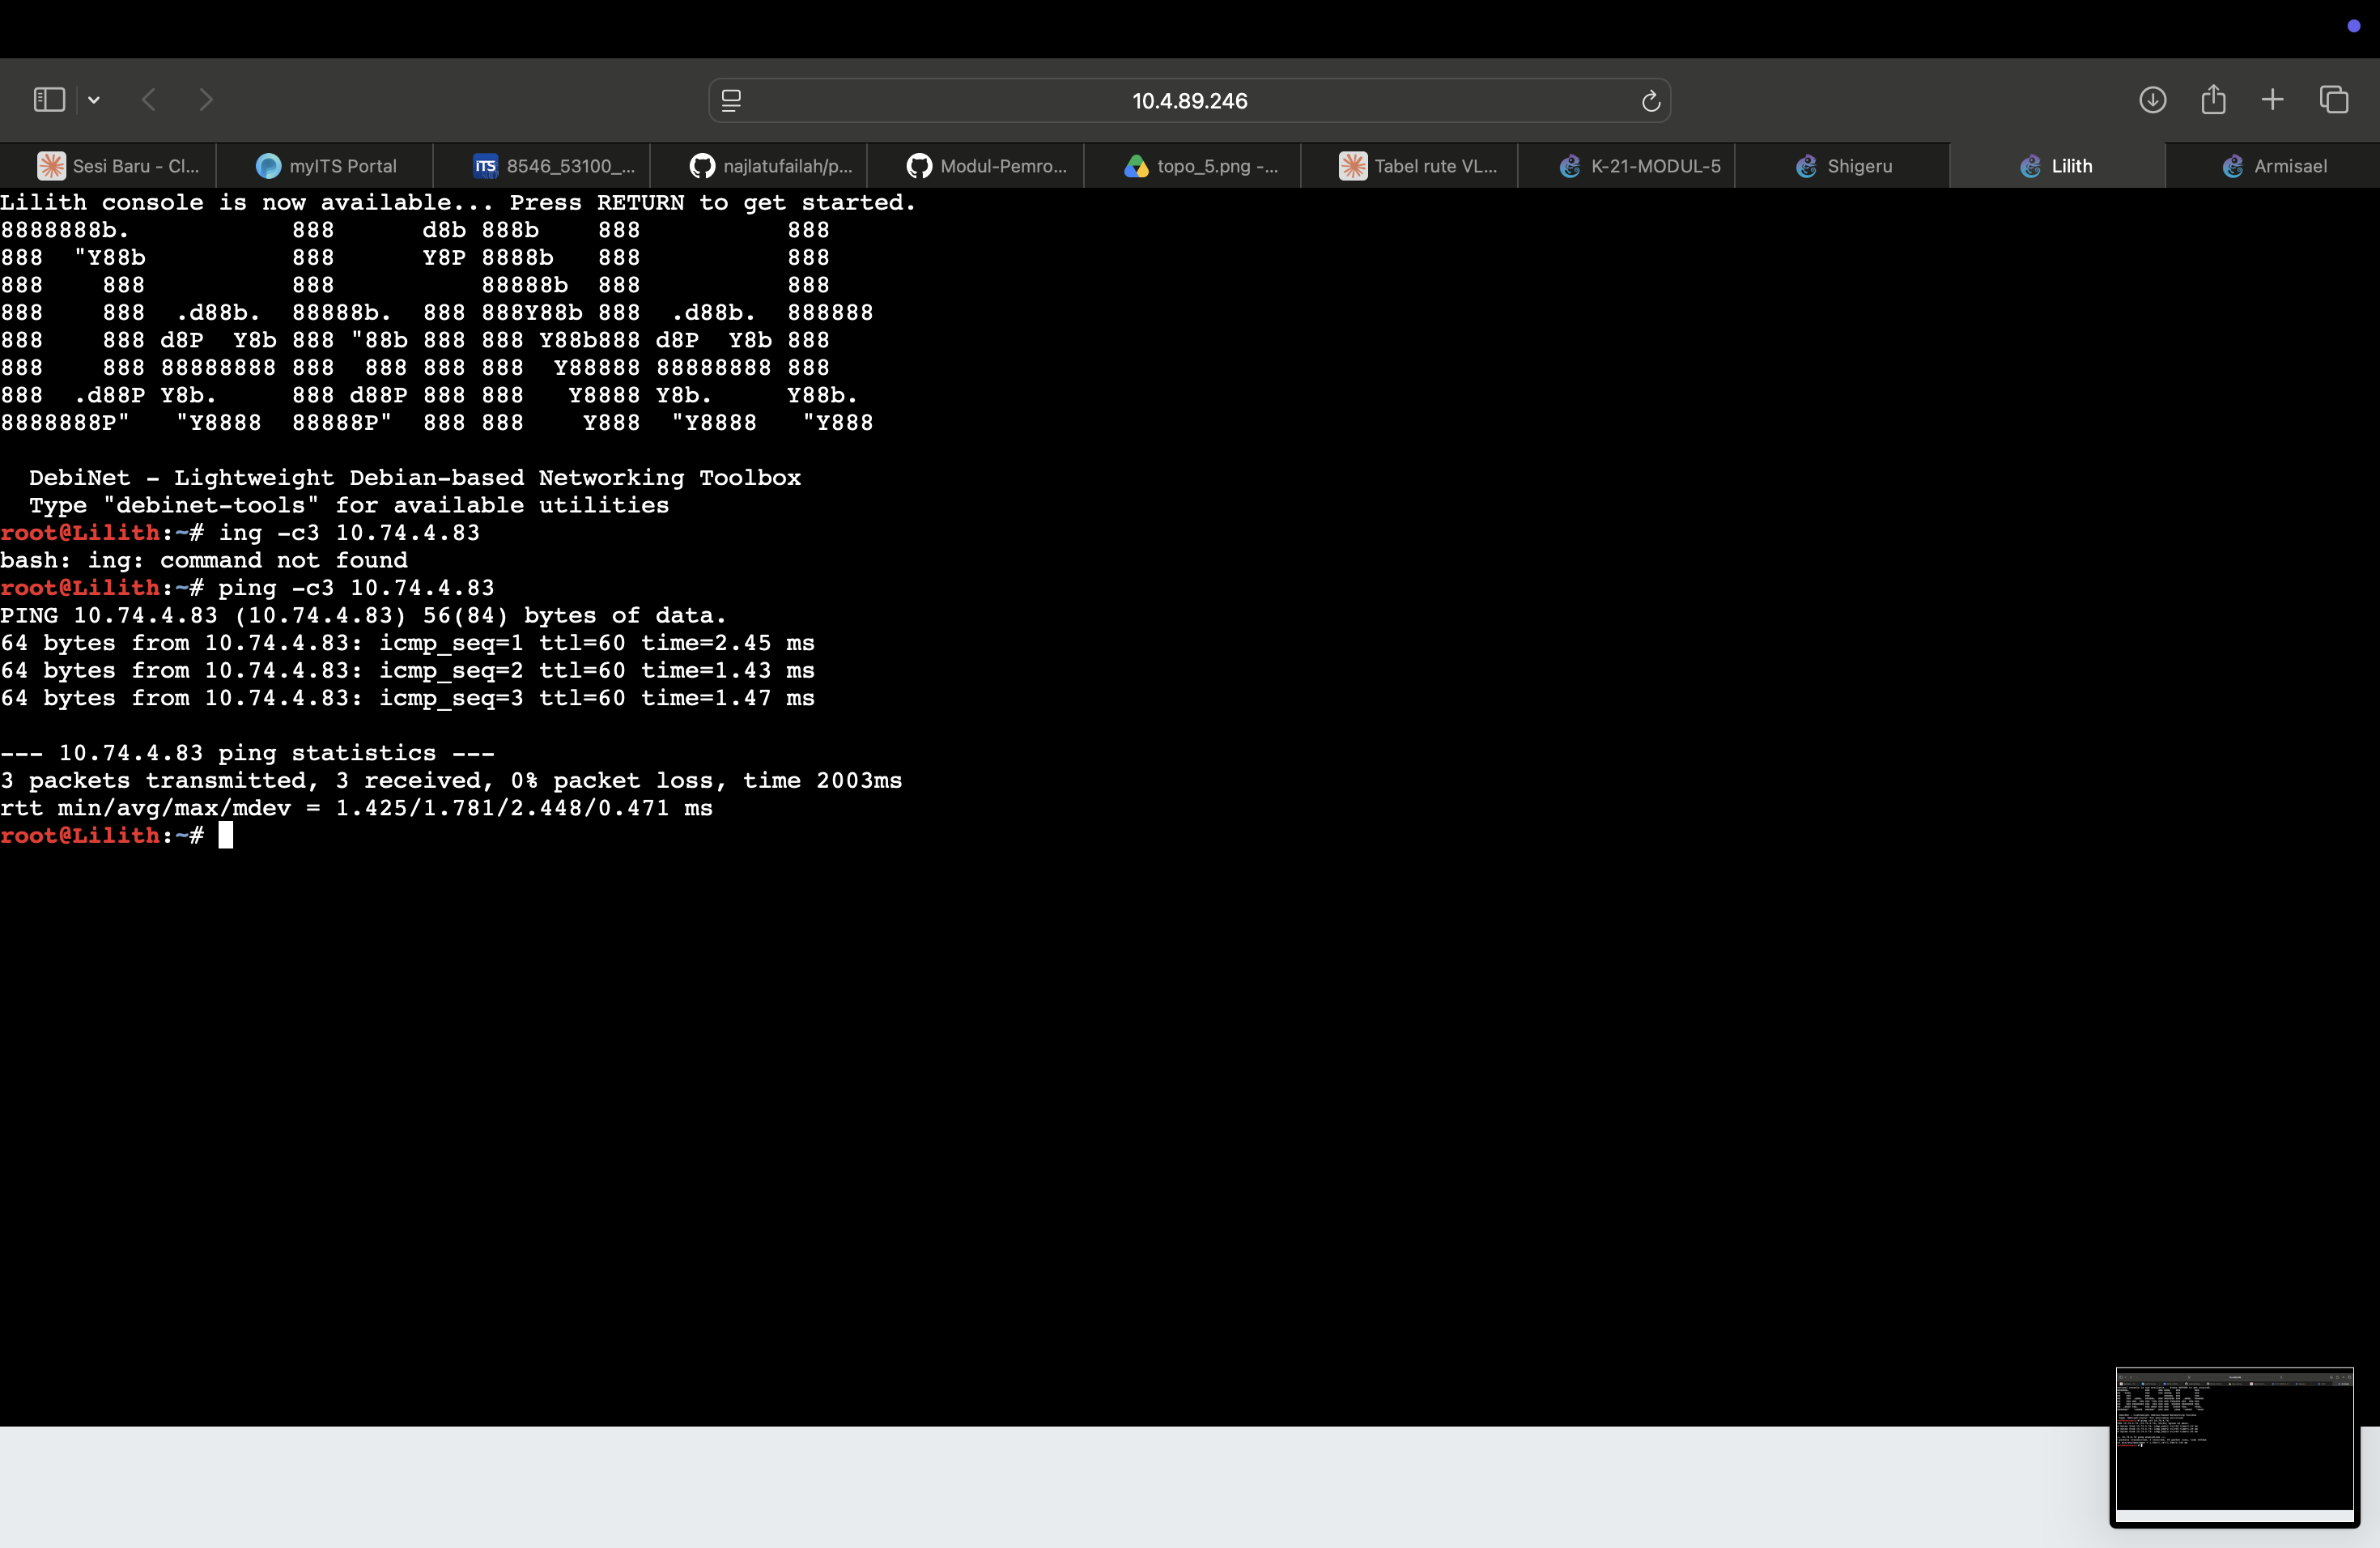 10.4.89.246
Sesi Baru - Cl...
myITS Portal
iTS 8546_53100_...
najlatufailah/p...
Modul-Pemro...
topo_5.png -...
Tabel rute VL...
K-21-MODUL-5
Shigeru
Lilith
Armisael
Lilith console is now available... Press RETURN to get started.
8888888b.           888      d8b 888b    888          888
888  "Y88b          888      Y8P 8888b   888          888
888    888          888          88888b  888          888
888    888  .d88b.  88888b.  888 888Y88b 888  .d88b.  888888
888    888 d8P  Y8b 888 "88b 888 888 Y88b888 d8P  Y8b 888
888    888 88888888 888  888 888 888  Y88888 88888888 888
888  .d88P Y8b.     888 d88P 888 888   Y8888 Y8b.     Y88b.
8888888P"   "Y8888  88888P"  888 888    Y888  "Y8888   "Y888
DebiNet – Lightweight Debian-based Networking Toolbox
Type "debinet-tools" for available utilities
root@Lilith:~# ing -c3 10.74.4.83
bash: ing: command not found
root@Lilith:~# ping -c3 10.74.4.83
PING 10.74.4.83 (10.74.4.83) 56(84) bytes of data.
64 bytes from 10.74.4.83: icmp_seq=1 ttl=60 time=2.45 ms
64 bytes from 10.74.4.83: icmp_seq=2 ttl=60 time=1.43 ms
64 bytes from 10.74.4.83: icmp_seq=3 ttl=60 time=1.47 ms
--- 10.74.4.83 ping statistics ---
3 packets transmitted, 3 received, 0% packet loss, time 2003ms
rtt min/avg/max/mdev = 1.425/1.781/2.448/0.471 ms
root@Lilith:~#